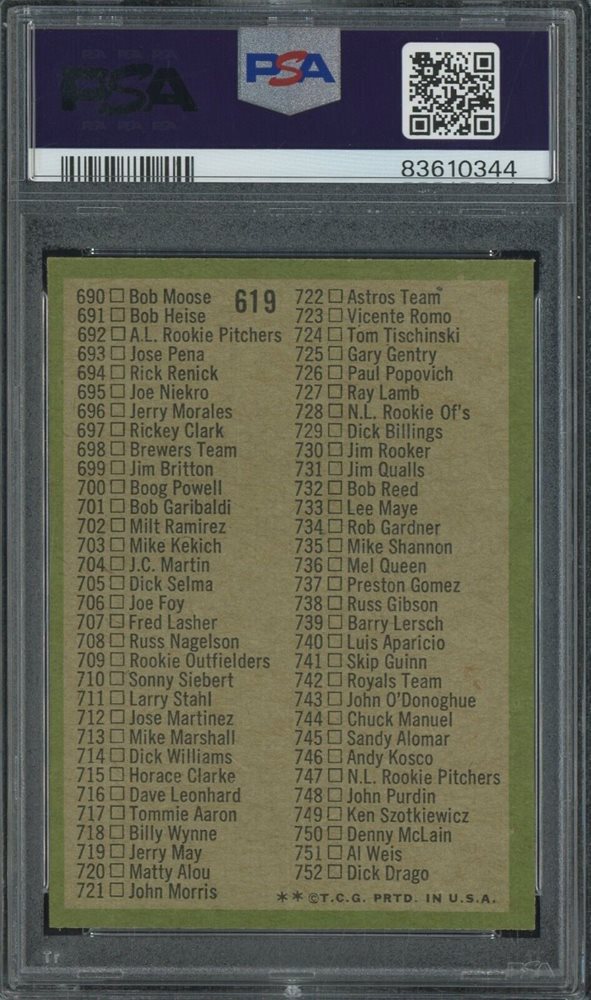 PSA
PSA
83610344
619
690 □ Bob Moose
691 □ Bob Heise
692 □ A.L. Rookie Pitchers
693 □ Jose Pena
694 □ Rick Renick
695 □ Joe Niekro
696 □ Jerry Morales
697 □ Rickey Clark
698 □ Brewers Team
699 □ Jim Britton
700 □ Boog Powell
701 □ Bob Garibaldi
702 □ Milt Ramirez
703 □ Mike Kekich
704 □ J.C. Martin
705 □ Dick Selma
706 □ Joe Foy
707 □ Fred Lasher
708 □ Russ Nagelson
709 □ Rookie Outfielders
710 □ Sonny Siebert
711 □ Larry Stahl
712 □ Jose Martinez
713 □ Mike Marshall
714 □ Dick Williams
715 □ Horace Clarke
716 □ Dave Leonhard
717 □ Tommie Aaron
718 □ Billy Wynne
719 □ Jerry May
720 □ Matty Alou
721 □ John Morris
722 □ Astros Team
723 □ Vicente Romo
724 □ Tom Tischinski
725 □ Gary Gentry
726 □ Paul Popovich
727 □ Ray Lamb
728 □ N.L. Rookie Of's
729 □ Dick Billings
730 □ Jim Rooker
731 □ Jim Qualls
732 □ Bob Reed
733 □ Lee Maye
734 □ Rob Gardner
735 □ Mike Shannon
736 □ Mel Queen
737 □ Preston Gomez
738 □ Russ Gibson
739 □ Barry Lersch
740 □ Luis Aparicio
741 □ Skip Guinn
742 □ Royals Team
743 □ John O'Donoghue
744 □ Chuck Manuel
745 □ Sandy Alomar
746 □ Andy Kosco
747 □ N.L. Rookie Pitchers
748 □ John Purdin
749 □ Ken Szotkiewicz
750 □ Denny McLain
751 □ Al Weis
752 □ Dick Drago
**©T.C.G. PRTD. IN U.S.A.
PSA